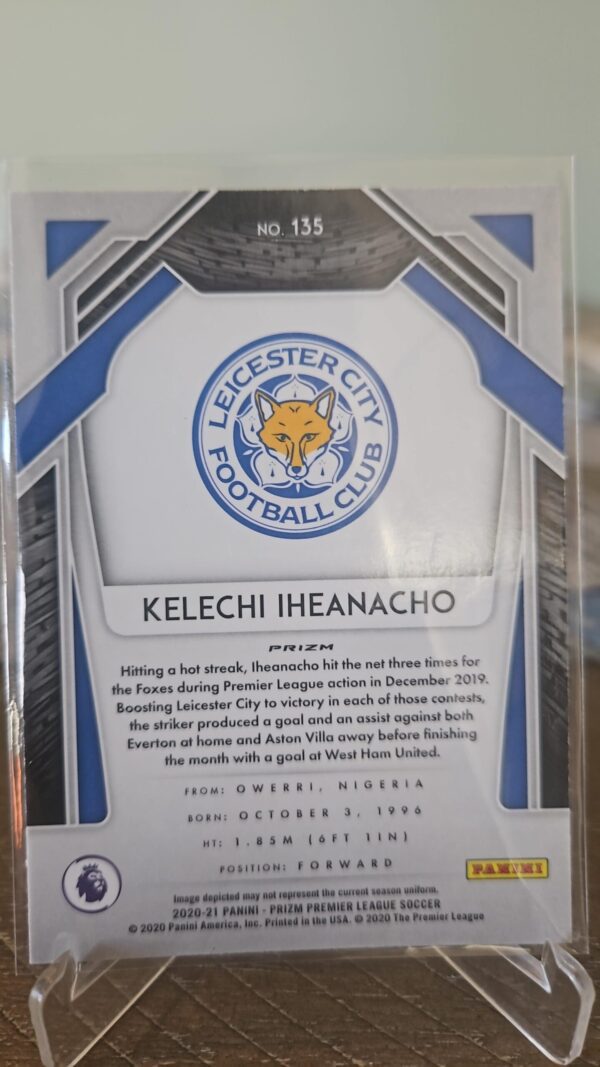 NO. 135
LEICESTER CITY
FOOTBALL CLUB
KELECHI IHEANACHO
PRIZM
Hitting a hot streak, Iheanacho hit the net three times for
the Foxes during Premier League action in December 2019.
Boosting Leicester City to victory in each of those contests,
the striker produced a goal and an assist against both
Everton at home and Aston Villa away before finishing
the month with a goal at West Ham United.
FROM: OWERRI, NIGERIA
BORN: OCTOBER 3, 1996
HT: 1.85M (6FT 1IN)
POSITION: FORWARD
PANINI
Image depicted may not represent the current season uniform.
2020-21 PANINI - PRIZM PREMIER LEAGUE SOCCER
© 2020 Panini America, Inc. Printed in the USA. © 2020 The Premier League